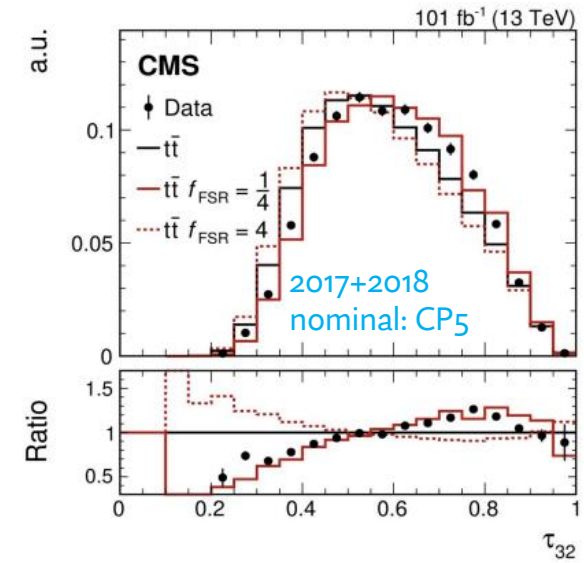 101 fb⁻¹ (13 TeV)
a.u.
CMS
Data
tt̄
tt̄ f_FSR = 1/4
tt̄ f_FSR = 4
2017+2018
nominal: CP5
0.1
0.05
0
Ratio
1.5
1
0.5
0 0.2 0.4 0.6 0.8 1
τ₃₂